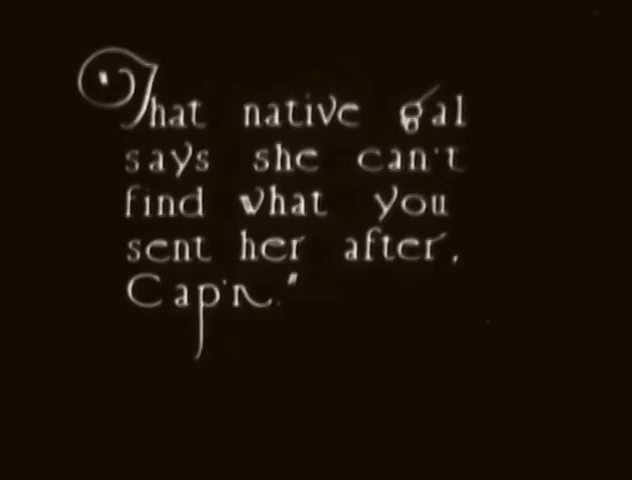 "That native gal
says she can't
find what you
sent her after,
Cap'n."